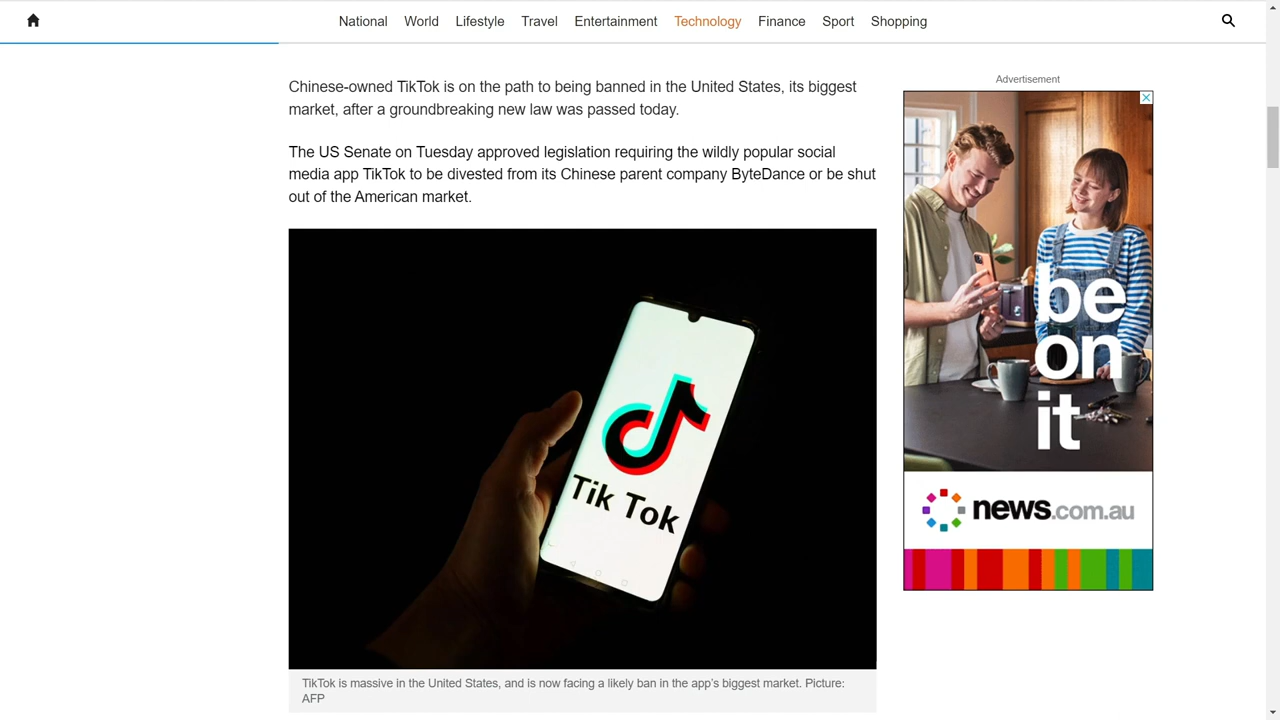 National World Lifestyle Travel Entertainment Technology Finance Sport Shopping
Chinese-owned TikTok is on the path to being banned in the United States, its biggest
market, after a groundbreaking new law was passed today.
The US Senate on Tuesday approved legislation requiring the wildly popular social
media app TikTok to be divested from its Chinese parent company ByteDance or be shut
out of the American market.
Tik Tok
TikTok is massive in the United States, and is now facing a likely ban in the app's biggest market. Picture:
AFP
Advertisement
be
on
it
news.com.au